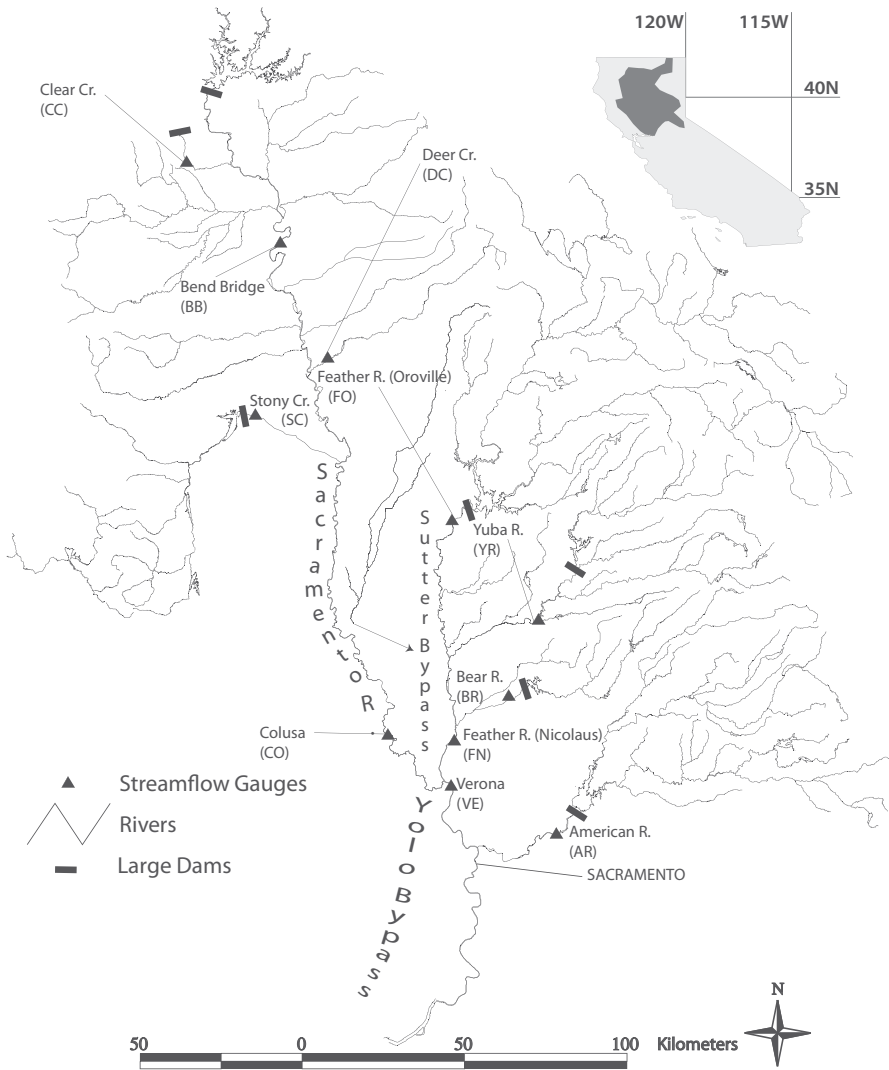 120W
115W
40N
35N
Clear Cr.
(CC)
Deer Cr.
(DC)
Bend Bridge
(BB)
Feather R. (Oroville)
(FO)
Stony Cr.
(SC)
Sacramento R
Sutter Bypass
Yuba R.
(YR)
Bear R.
(BR)
Colusa
(CO)
Feather R. (Nicolaus)
(FN)
Streamflow Gauges
Verona
(VE)
Rivers
Yolo Bypass
American R.
(AR)
Large Dams
SACRAMENTO
N
50
0
50
100
Kilometers